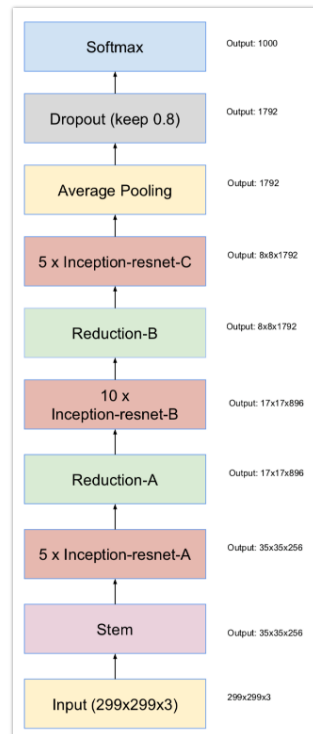 Softmax
Output: 1000
Dropout (keep 0.8)
Output: 1792
Average Pooling
Output: 1792
5 x Inception-resnet-C
Output: 8x8x1792
Reduction-B
Output: 8x8x1792
10 x
Inception-resnet-B
Output: 17x17x896
Reduction-A
Output: 17x17x896
5 x Inception-resnet-A
Output: 35x35x256
Stem
Output: 35x35x256
Input (299x299x3)
299x299x3